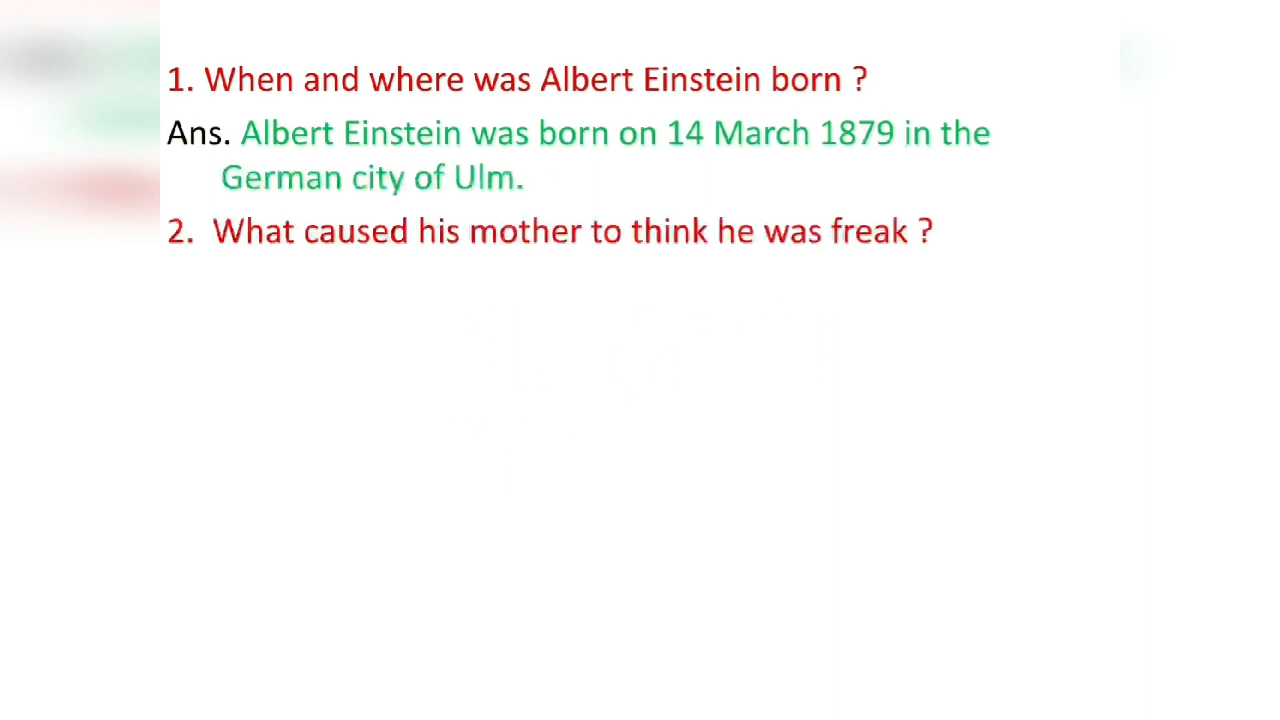 1. When and where was Albert Einstein born ?
Ans. Albert Einstein was born on 14 March 1879 in the
German city of Ulm.
2. What caused his mother to think he was freak ?